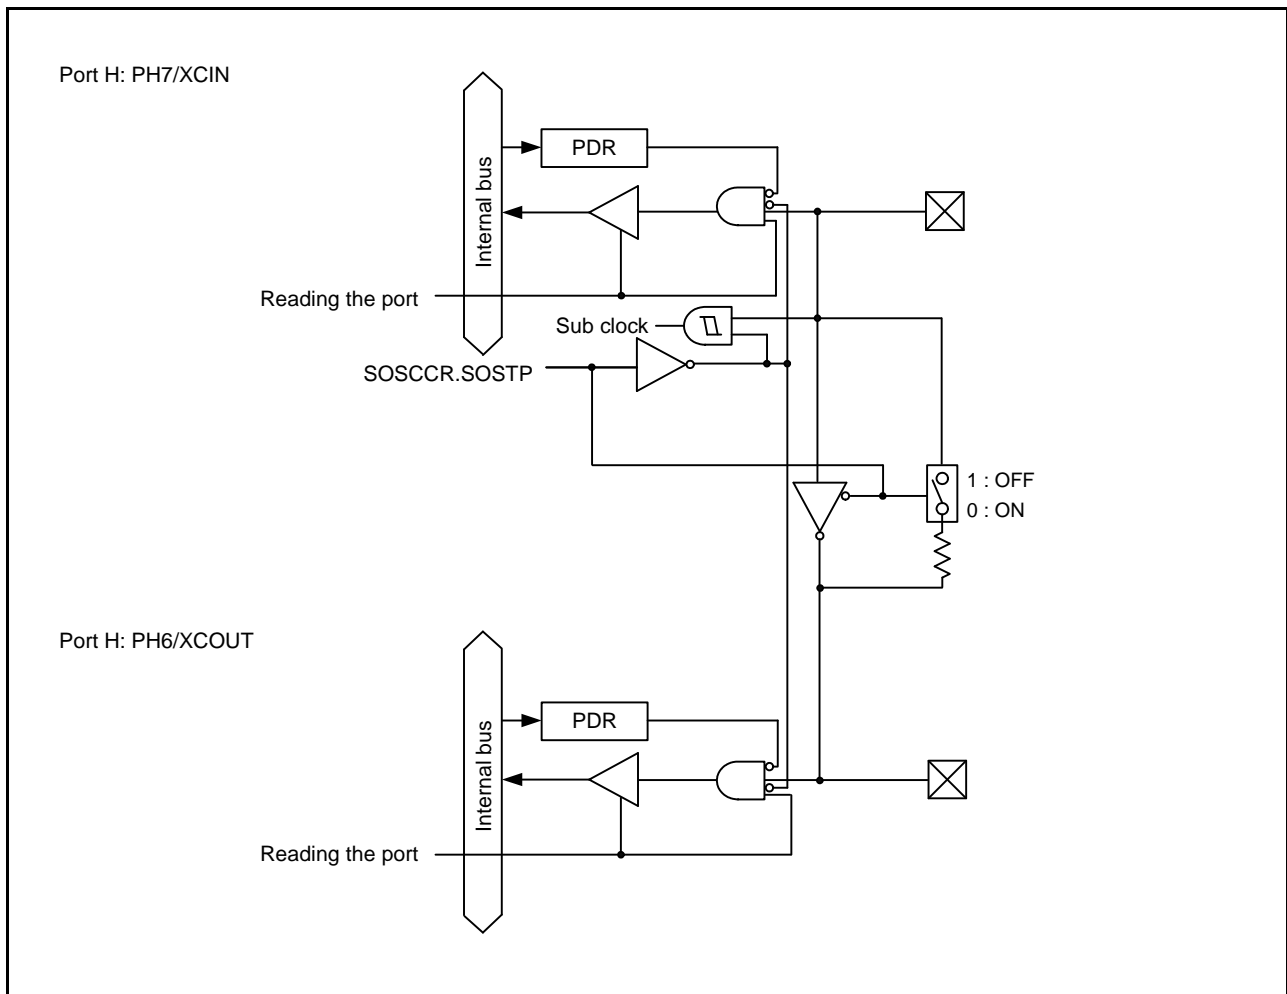 Port H: PH7/XCIN
PDR
Internal bus
Reading the port
Sub clock
SOSCCR.SOSTP
1 : OFF
0 : ON
Port H: PH6/XCOUT
PDR
Internal bus
Reading the port